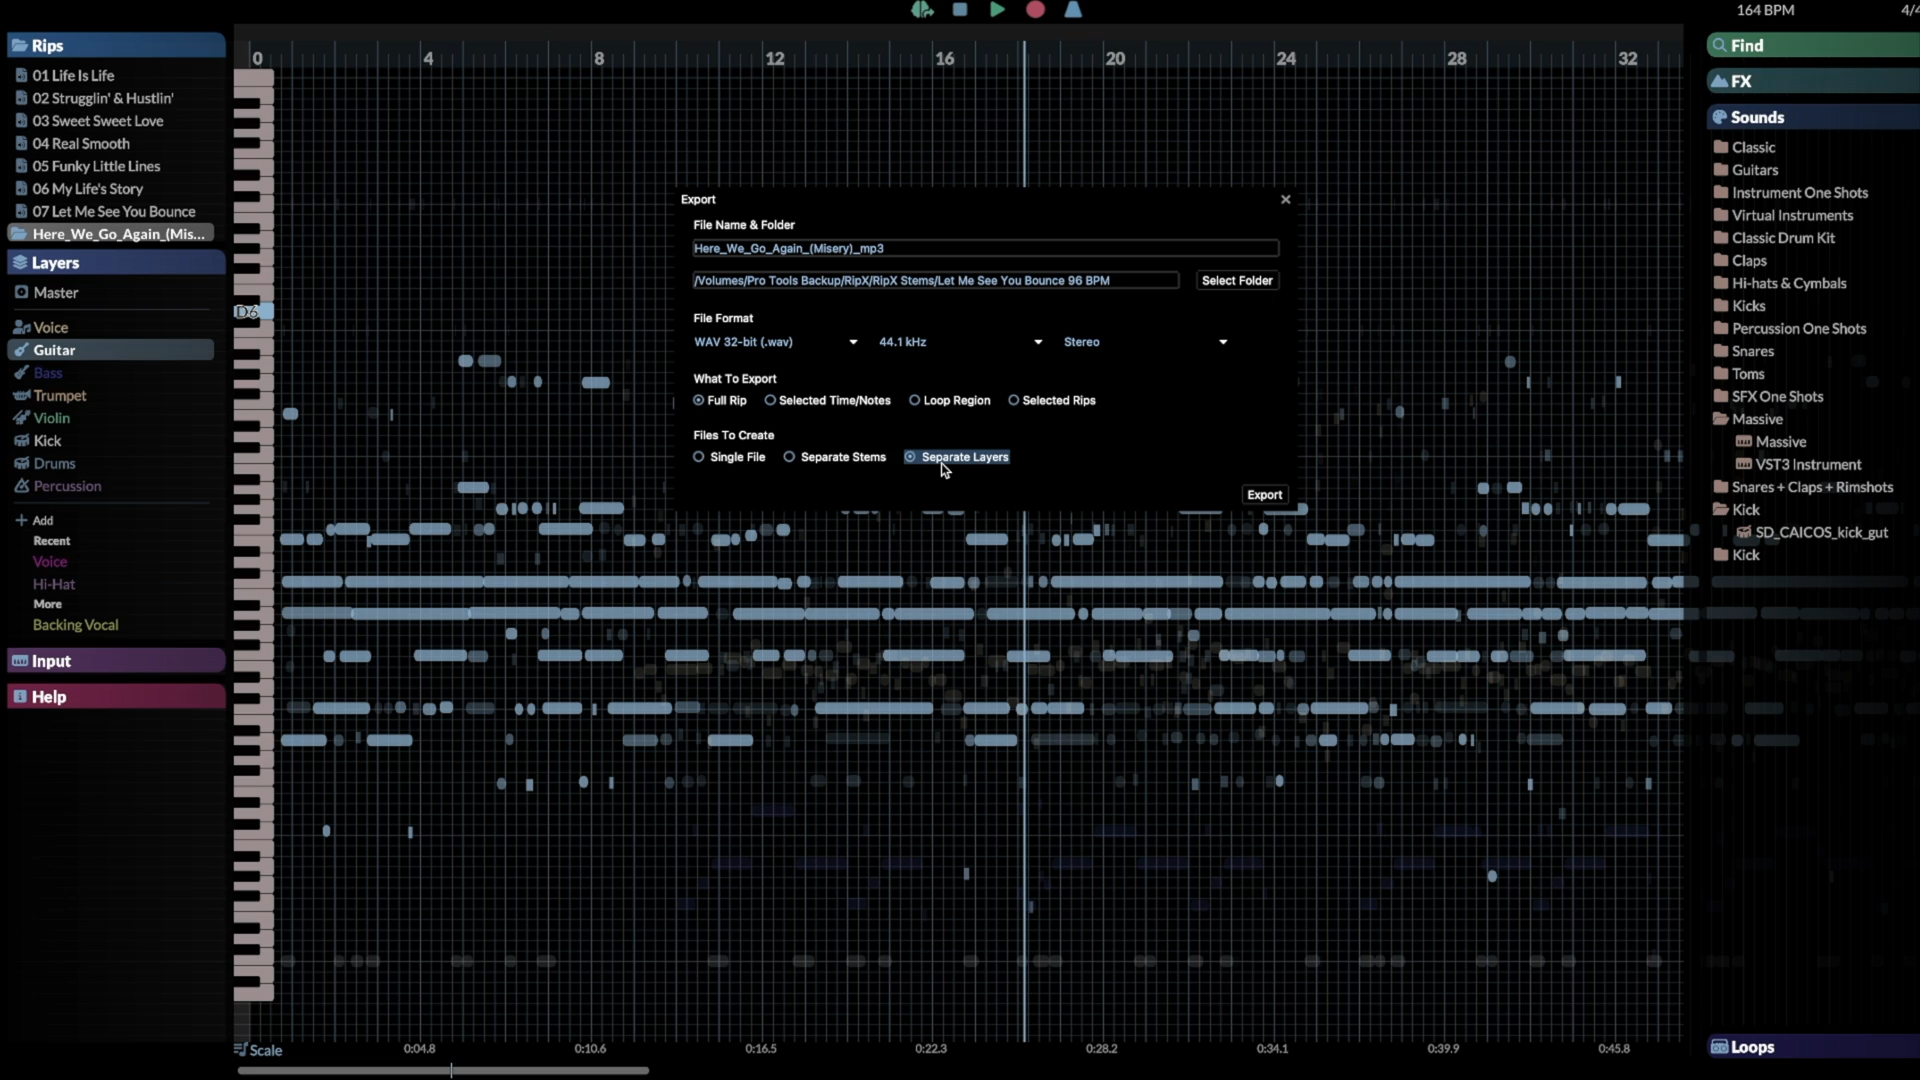 164 BPM
4/4
Rips
01 Life Is Life
02 Strugglin' & Hustlin'
03 Sweet Sweet Love
04 Real Smooth
05 Funky Little Lines
06 My Life's Story
07 Let Me See You Bounce
Here_We_Go_Again_(Mis...
Layers
Master
Voice
Guitar
Bass
Trumpet
Violin
Kick
Drums
Percussion
Add
Recent
Voice
Hi-Hat
More
Backing Vocal
Input
Help
0 4 8 12 16 20 24 28 32
D6
Export
File Name & Folder
Here_We_Go_Again_(Misery)_mp3
/Volumes/Pro Tools Backup/RipX/RipX Stems/Let Me See You Bounce 96 BPM
Select Folder
File Format
WAV 32-bit (.wav) 44.1 kHz Stereo
What To Export
Full Rip Selected Time/Notes Loop Region Selected Rips
Files To Create
Single File Separate Stems Separate Layers
Export
Scale
0:04.8 0:10.6 0:16.5 0:22.3 0:28.2 0:34.1 0:39.9 0:45.8
Find
FX
Sounds
Classic
Guitars
Instrument One Shots
Virtual Instruments
Classic Drum Kit
Claps
Hi-hats & Cymbals
Kicks
Percussion One Shots
Snares
Toms
SFX One Shots
Massive
Massive
VST3 Instrument
Snares + Claps + Rimshots
Kick
SD_CAICOS_kick_gut
Kick
Loops